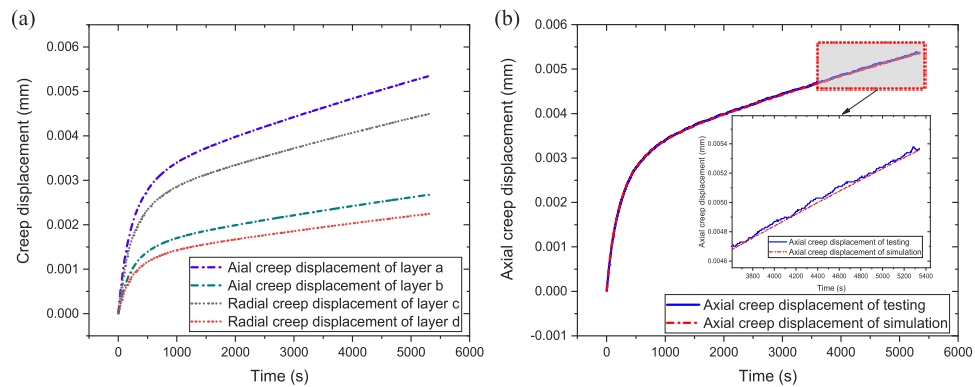 (a)
0.006
0.005
0.004
0.003
0.002
0.001
0.000
-0.001
Creep displacement (mm)
0
1000
2000
3000
4000
5000
6000
Time (s)
Aial creep displacement of layer a
Aial creep displacement of layer b
Radial creep displacement of layer c
Radial creep displacement of layer d
(b)
0.006
0.005
0.004
0.003
0.002
0.001
0.000
-0.001
Axial creep displacement (mm)
0
1000
2000
3000
4000
5000
6000
Time (s)
Axial creep displacement of testing
Axial creep displacement of simulation
0.0056
0.0054
0.0052
0.0050
0.0048
0.0046
Axial creep displacement (mm)
3800 4000 4200 4400 4600 4800 5000 5200 5400
Time (s)
Axial creep displacement of testing
Axial creep displacement of simulation